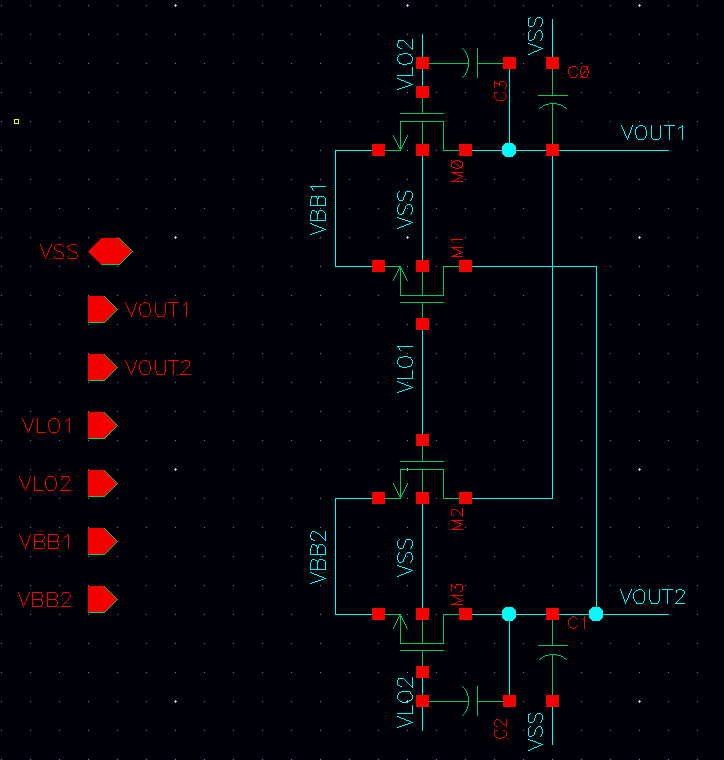 VLO2
VSS
C3
C0
VOUT1
M0
VBB1
VSS
M1
VSS
VOUT1
VOUT2
VLO1
VLO1
VLO2
VBB1
VBB2
M2
VBB2
VSS
M3
VOUT2
C1
VLO2
C2
VSS